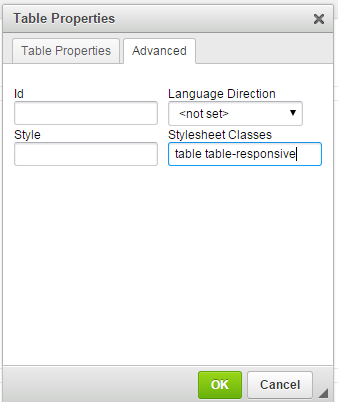 Table Properties
Table Properties Advanced
Id Language Direction
<not set>
Style Stylesheet Classes
table table-responsive
OK Cancel